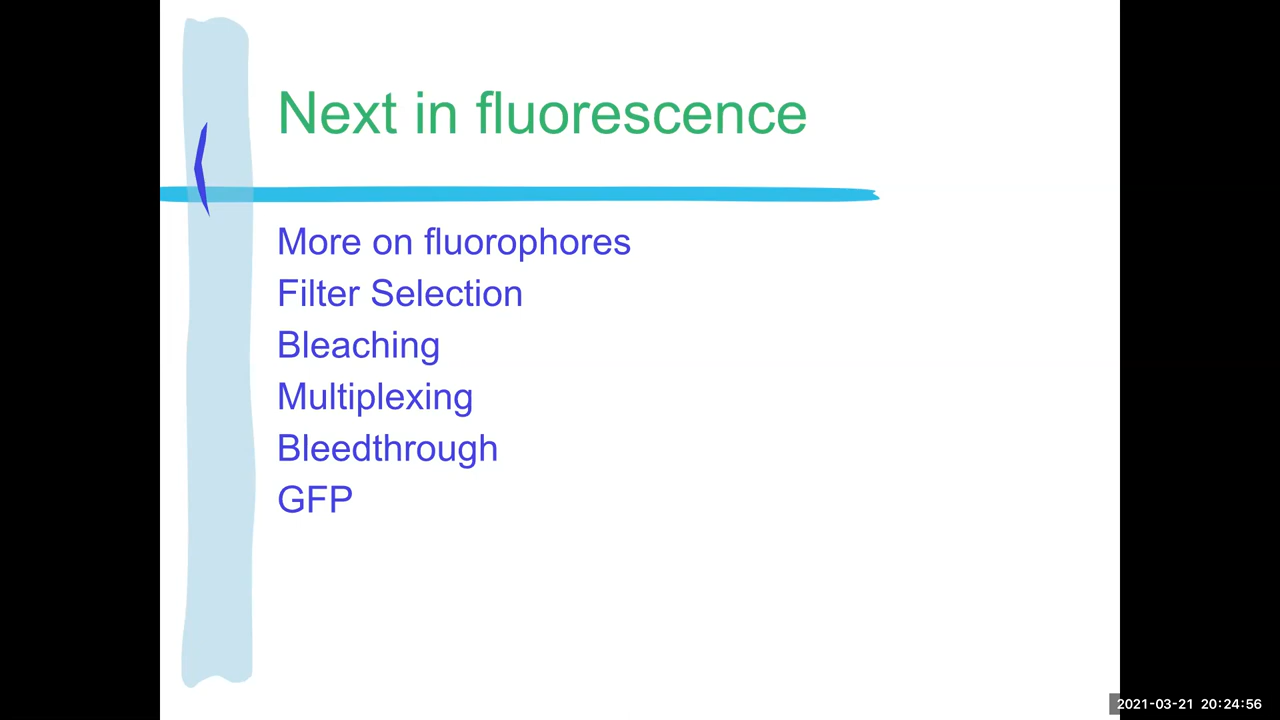 Next in fluorescence
More on fluorophores
Filter Selection
Bleaching
Multiplexing
Bleedthrough
GFP
2021-03-21 20:24:56